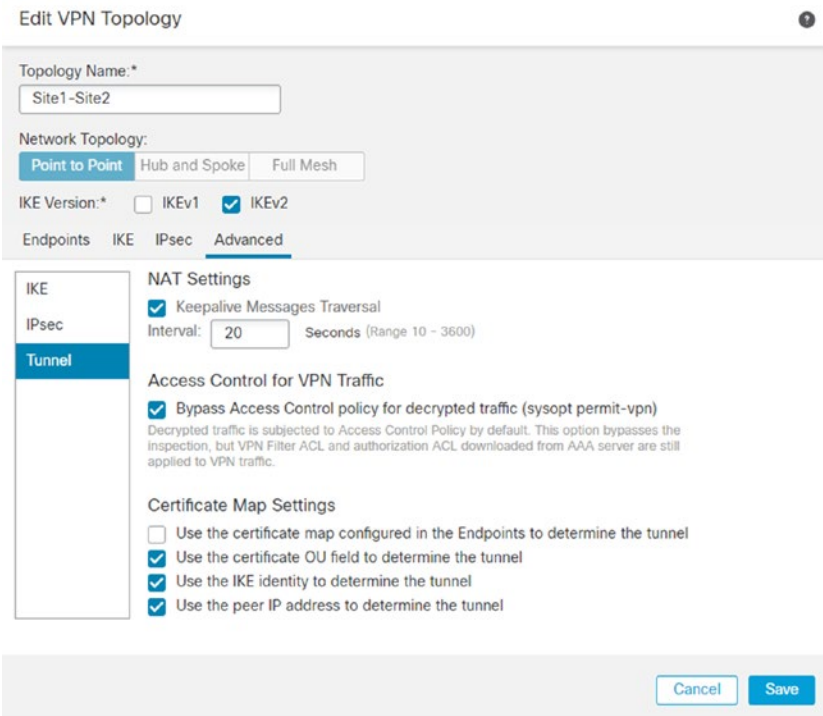 Edit VPN Topology
?
Topology Name:*
Site1-Site2
Network Topology:
Point to Point Hub and Spoke Full Mesh
IKE Version:* IKEv1 IKEv2
Endpoints IKE IPsec Advanced
IKE
IPsec
Tunnel
NAT Settings
Keepalive Messages Traversal
Interval: 20 Seconds (Range 10 - 3600)
Access Control for VPN Traffic
Bypass Access Control policy for decrypted traffic (sysopt permit-vpn)
Decrypted traffic is subjected to Access Control Policy by default. This option bypasses the
inspection, but VPN Filter ACL and authorization ACL downloaded from AAA server are still
applied to VPN traffic.
Certificate Map Settings
Use the certificate map configured in the Endpoints to determine the tunnel
Use the certificate OU field to determine the tunnel
Use the IKE identity to determine the tunnel
Use the peer IP address to determine the tunnel
Cancel Save